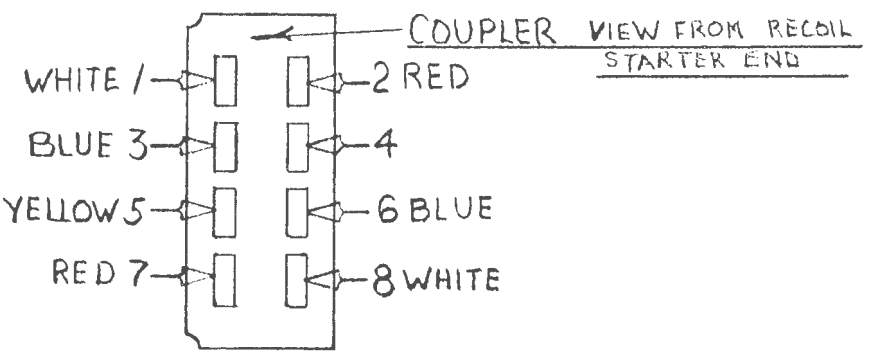 COUPLER VIEW FROM RECOIL
STARTER END
WHITE 1
2 RED
BLUE 3
4
YELLOW 5
6 BLUE
RED 7
8 WHITE